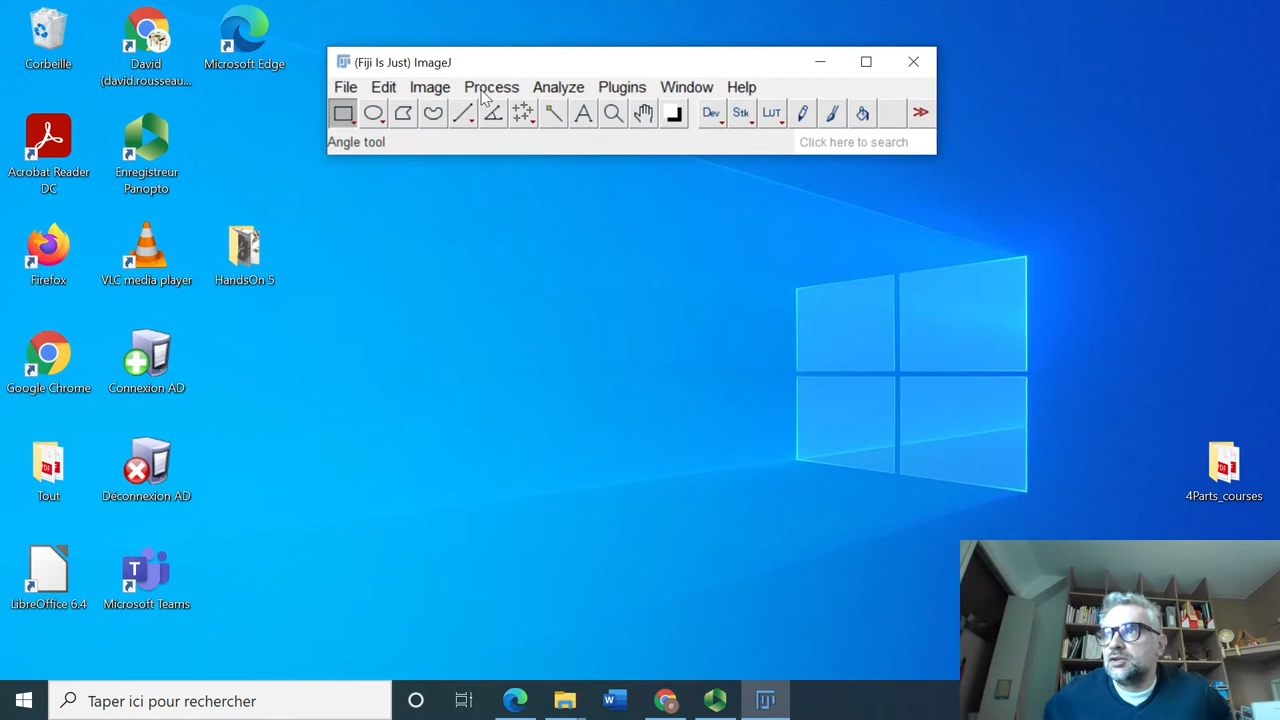 Corbeille
David
(david.rousseau...
Microsoft Edge
(Fiji Is Just) ImageJ
File Edit Image Process Analyze Plugins Window Help
Dev Stk LUT
Angle tool
Click here to search
Acrobat Reader
DC
Enregistreur
Panopto
Firefox
VLC media player
HandsOn 5
Google Chrome
Connexion AD
Tout
Déconnexion AD
4Parts_courses
LibreOffice 6.4
Microsoft Teams
Taper ici pour rechercher